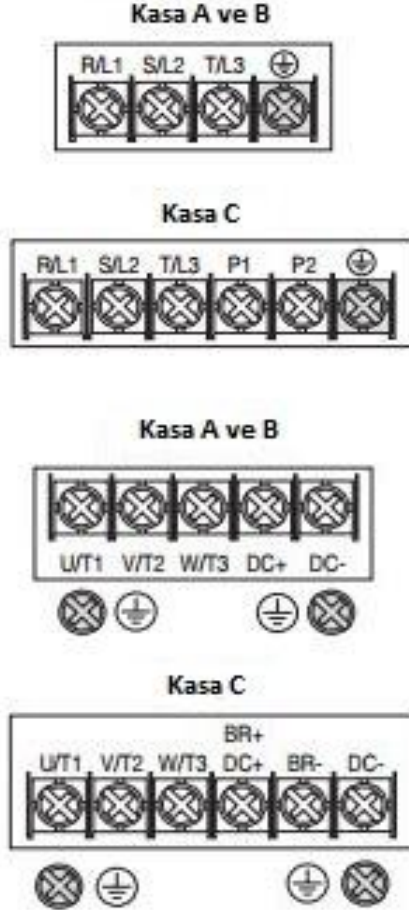 Kasa A ve B
R/L1 S/L2 T/L3
Kasa C
R/L1 S/L2 T/L3 P1 P2
Kasa A ve B
U/T1 V/T2 W/T3 DC+ DC-
Kasa C
BR+
U/T1 V/T2 W/T3 DC+ BR- DC-